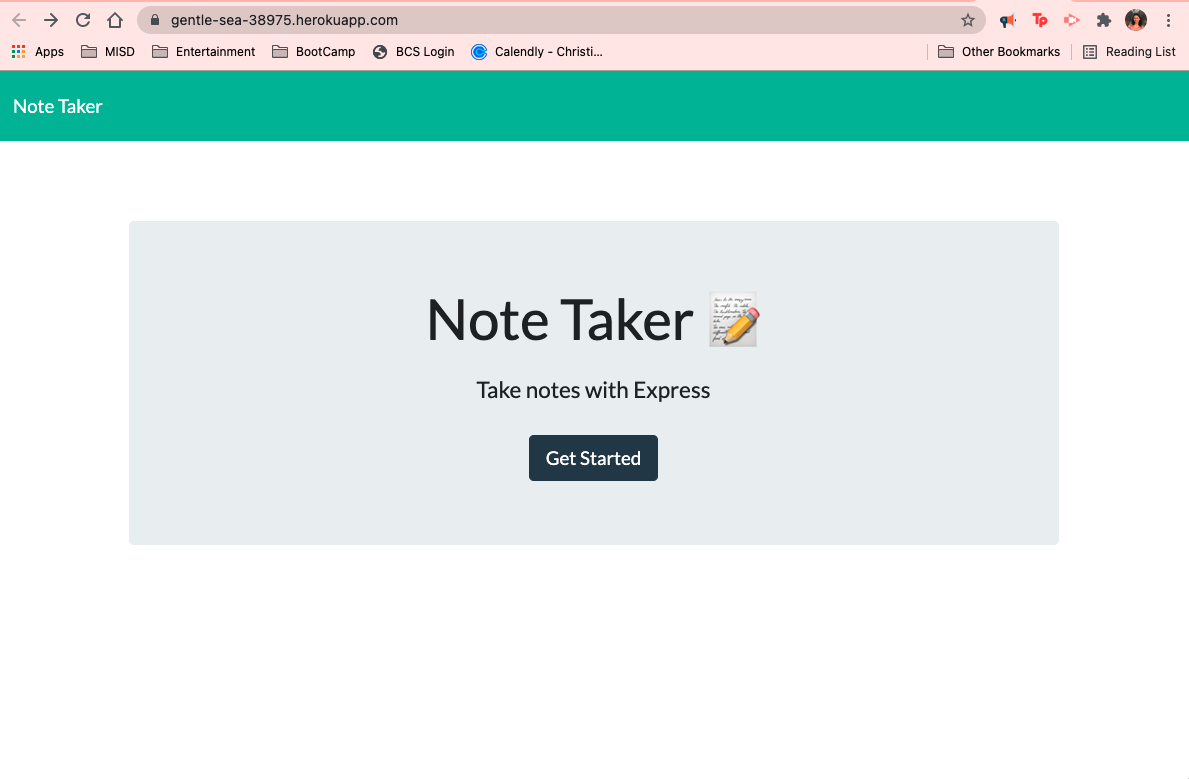 gentle-sea-38975.herokuapp.com
Apps MISD Entertainment BootCamp BCS Login Calendly - Christi... Other Bookmarks Reading List
Note Taker
Note Taker
Take notes with Express
Get Started